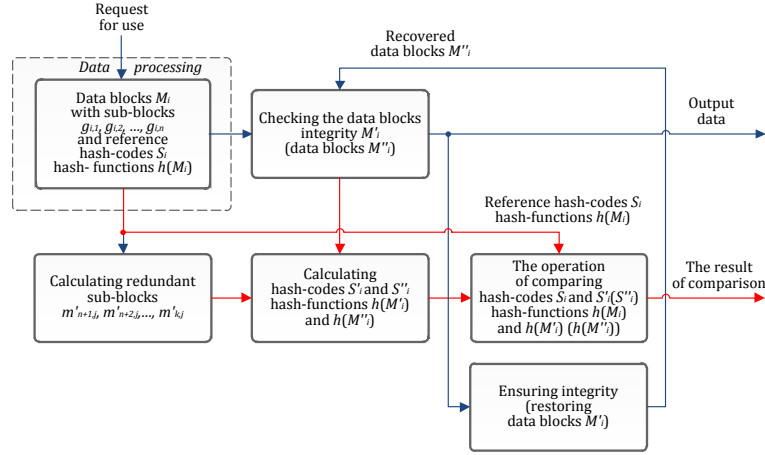 Request
for use
Data processing
Data blocks Mᵢ
with sub-blocks
gᵢ,₁, gᵢ,₂, ..., gᵢ,ₙ
and reference
hash-codes Sᵢ
hash- functions h(Mᵢ)
Recovered
data blocks M''ᵢ
Checking the data blocks
integrity M'ᵢ
(data blocks M''ᵢ)
Output
data
Reference hash-codes Sᵢ
hash-functions h(Mᵢ)
Calculating redundant
sub-blocks
m'ₙ₊₁,ⱼ, m'ₙ₊₂,ⱼ,..., m'ₖ,ⱼ
Calculating
hash-codes S'ᵢ and S''ᵢ
hash-functions h(M'ᵢ)
and h(M''ᵢ)
The operation
of comparing
hash-codes Sᵢ and S'ᵢ(S''ᵢ)
hash-functions h(Mᵢ)
and h(M'ᵢ) (h(M''ᵢ))
The result
of comparison
Ensuring integrity
(restoring
data blocks M'ᵢ)